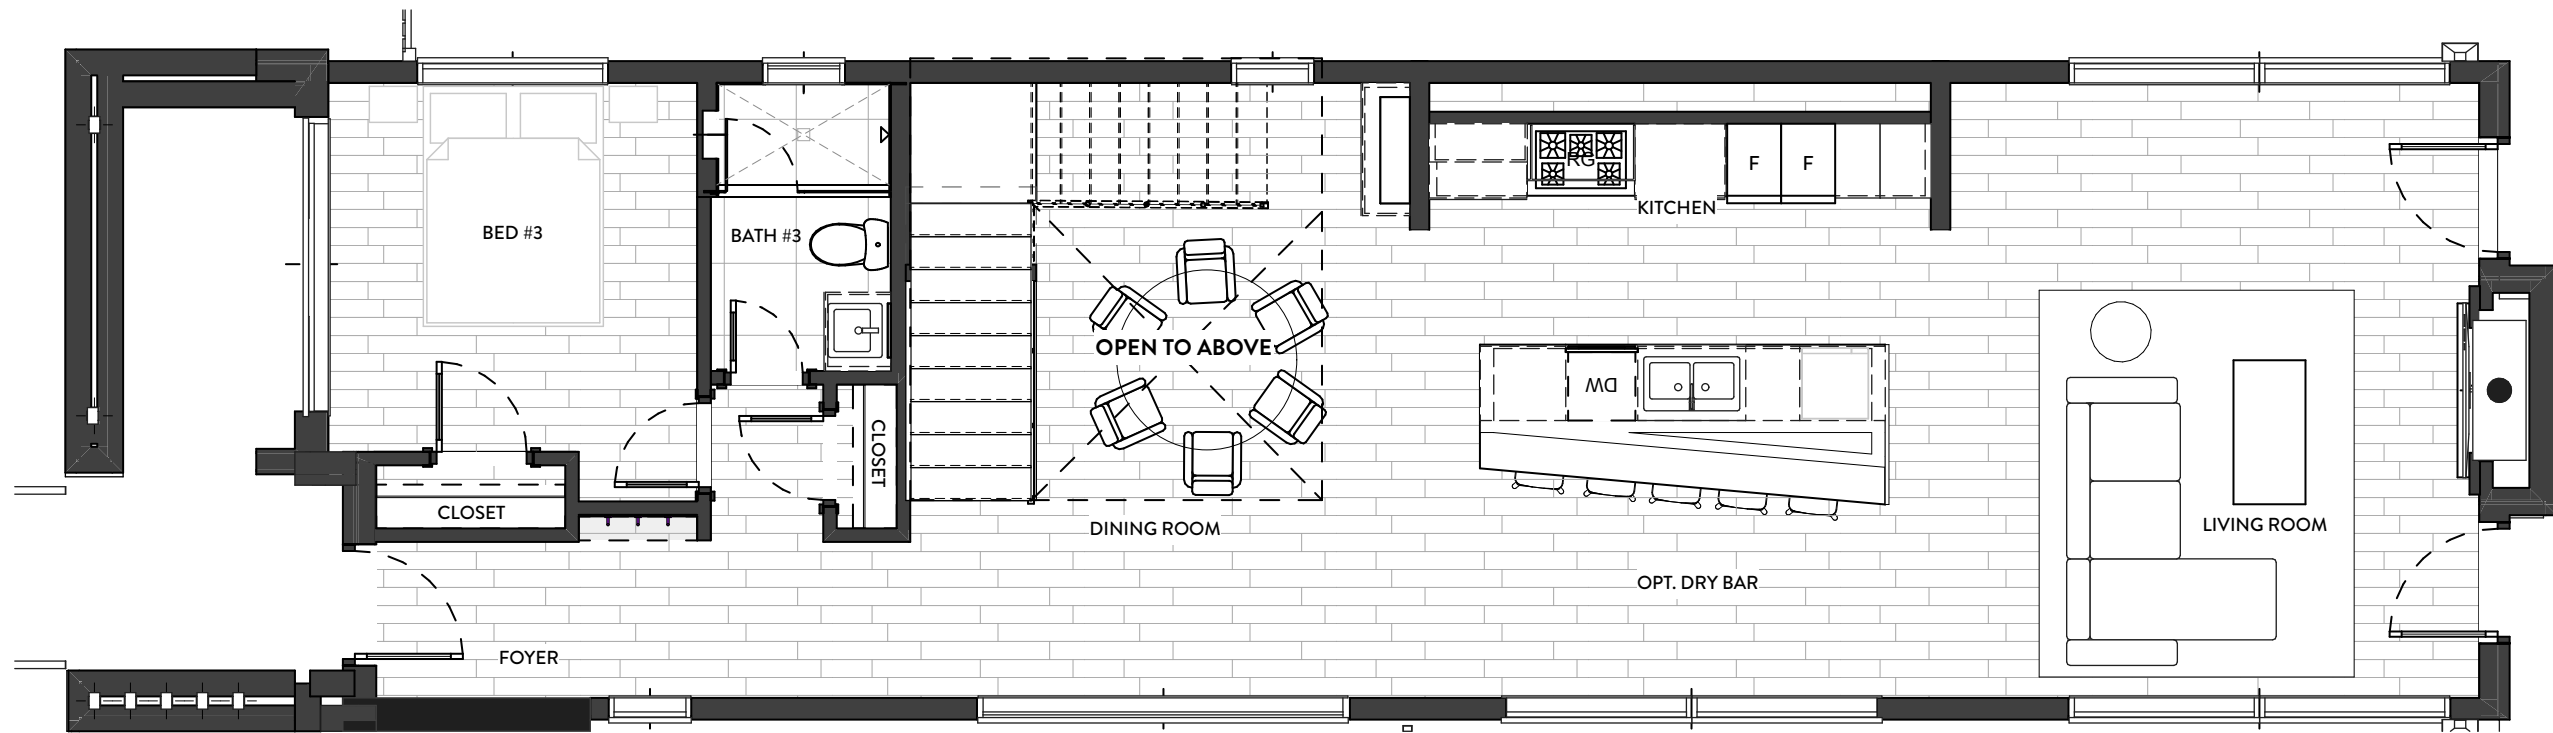 BED #3
BATH #3
CLOSET
CLOSET
FOYER
OPEN TO ABOVE
DINING ROOM
RG
F
F
KITCHEN
DW
OPT. DRY BAR
LIVING ROOM